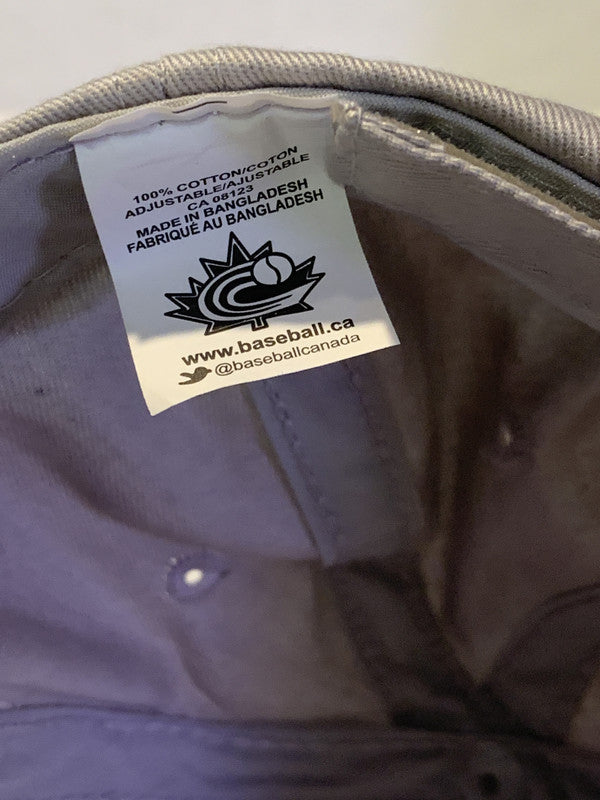 100% COTTON/COTON
ADJUSTABLE/AJUSTABLE
CA 08123
MADE IN BANGLADESH
FABRIQUÉ AU BANGLADESH
www.baseball.ca
@baseballcanada